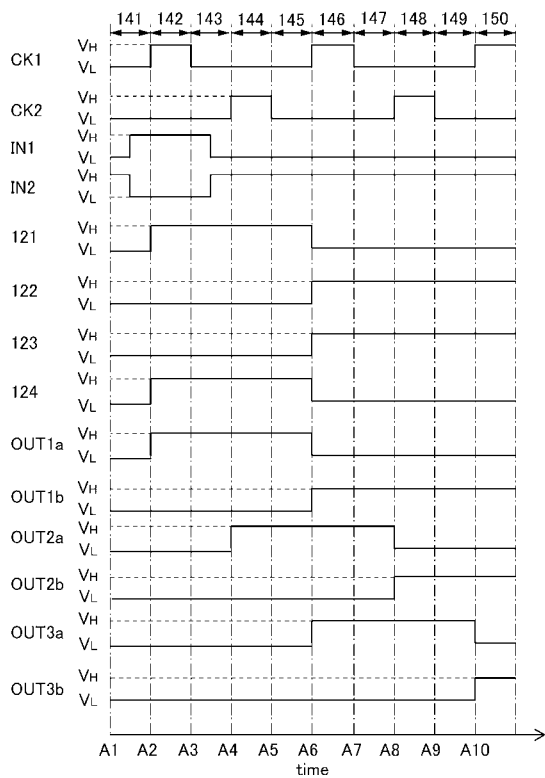 141 142 143 144 145 146 147 148 149 150
CK1 VH
VL
CK2 VH
VL
IN1 VH
VL
IN2 VH
VL
121 VH
VL
122 VH
VL
123 VH
VL
124 VH
VL
OUT1a VH
VL
OUT1b VH
VL
OUT2a VH
VL
OUT2b VH
VL
OUT3a VH
VL
OUT3b VH
VL
A1 A2 A3 A4 A5 A6 A7 A8 A9 A10
time